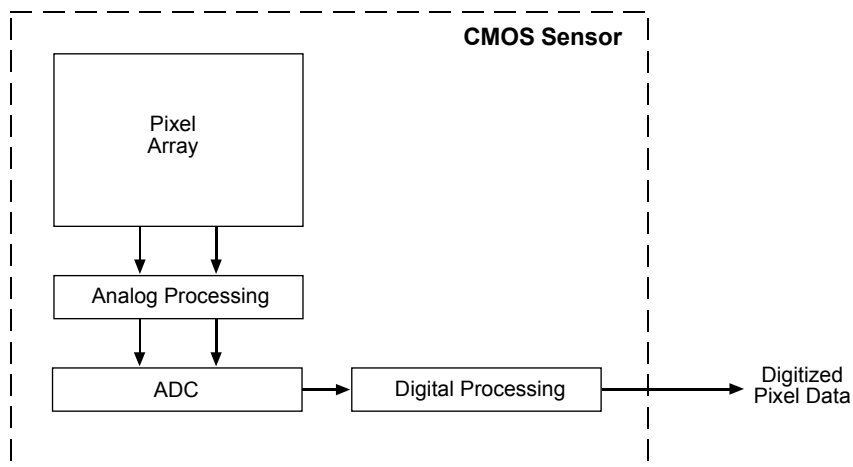 CMOS Sensor
Pixel
Array
Analog Processing
ADC
Digital Processing
Digitized
Pixel Data